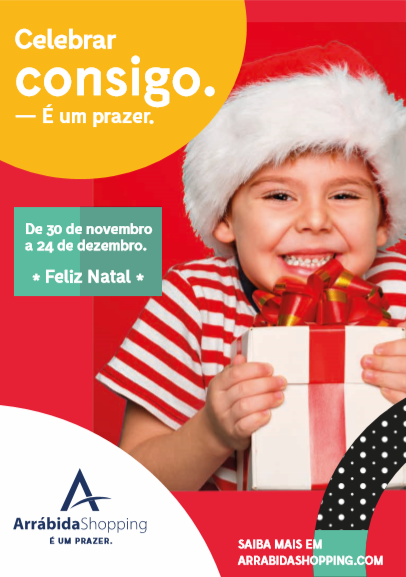 Celebrar
consigo.
— É um prazer.
De 30 de novembro
a 24 de dezembro.
* Feliz Natal *
ArrábidaShopping
É UM PRAZER.
SAIBA MAIS EM
ARRABIDASHOPPING.COM